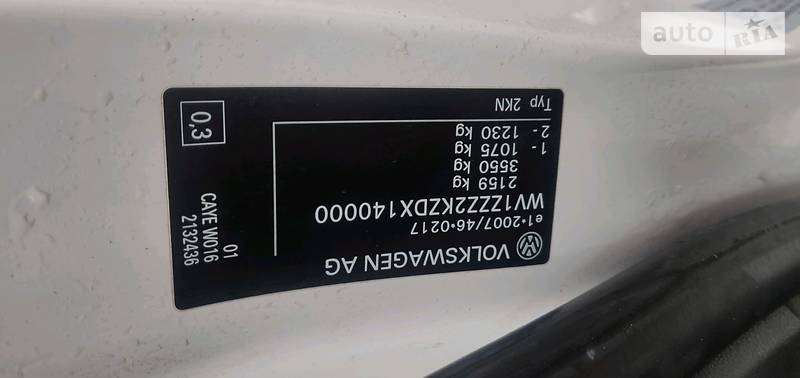 auto RIA
VOLKSWAGEN AG
e1*2007/46*0217
WV1ZZZ2KZDX140000
2159 kg
3550 kg
1 - 1075 kg
2 - 1230 kg
Typ 2KN
01
CAYE W016
2132436
0,3